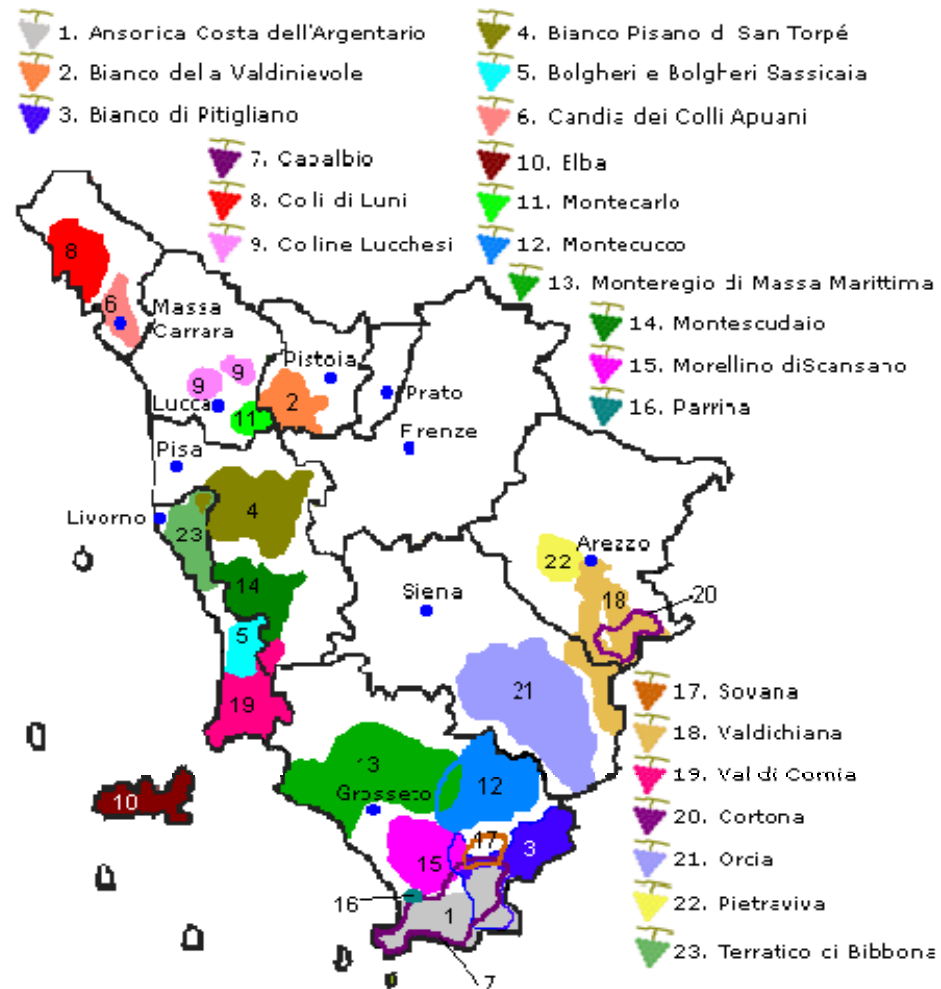 1. Ansonica Costa dell'Argentario
2. Bianco del a Valdinievole
3. Bianco di Pitigliano
4. Bianco Pisano d San Torpé
5. Bolgheri e Bolgheri Sassicaia
6. Candia dei Colli Apuani
7. Capalbio
8. Co li di Luni
9. Co line Lucchesi
10. Elba
11. Montecarlo
12. Montecucco
13. Monteregio di Massa Marittima
14. Montescudaio
15. Morellino diScansano
16. Parrina
8
6
Massa
Carrara
Pistoia
9
9
2
Prato
Lucca
11
Firenze
Pisa
4
Livorno
23
Arezzo
22
14
Siena
18
20
5
21
19
17. Sovana
18. Valdichiana
19. Val di Cornia
20. Cortona
21. Orcia
22. Pietraviva
23. Terratico di Bibbona
13
12
10
Grosseto
17
3
15
16
1
7